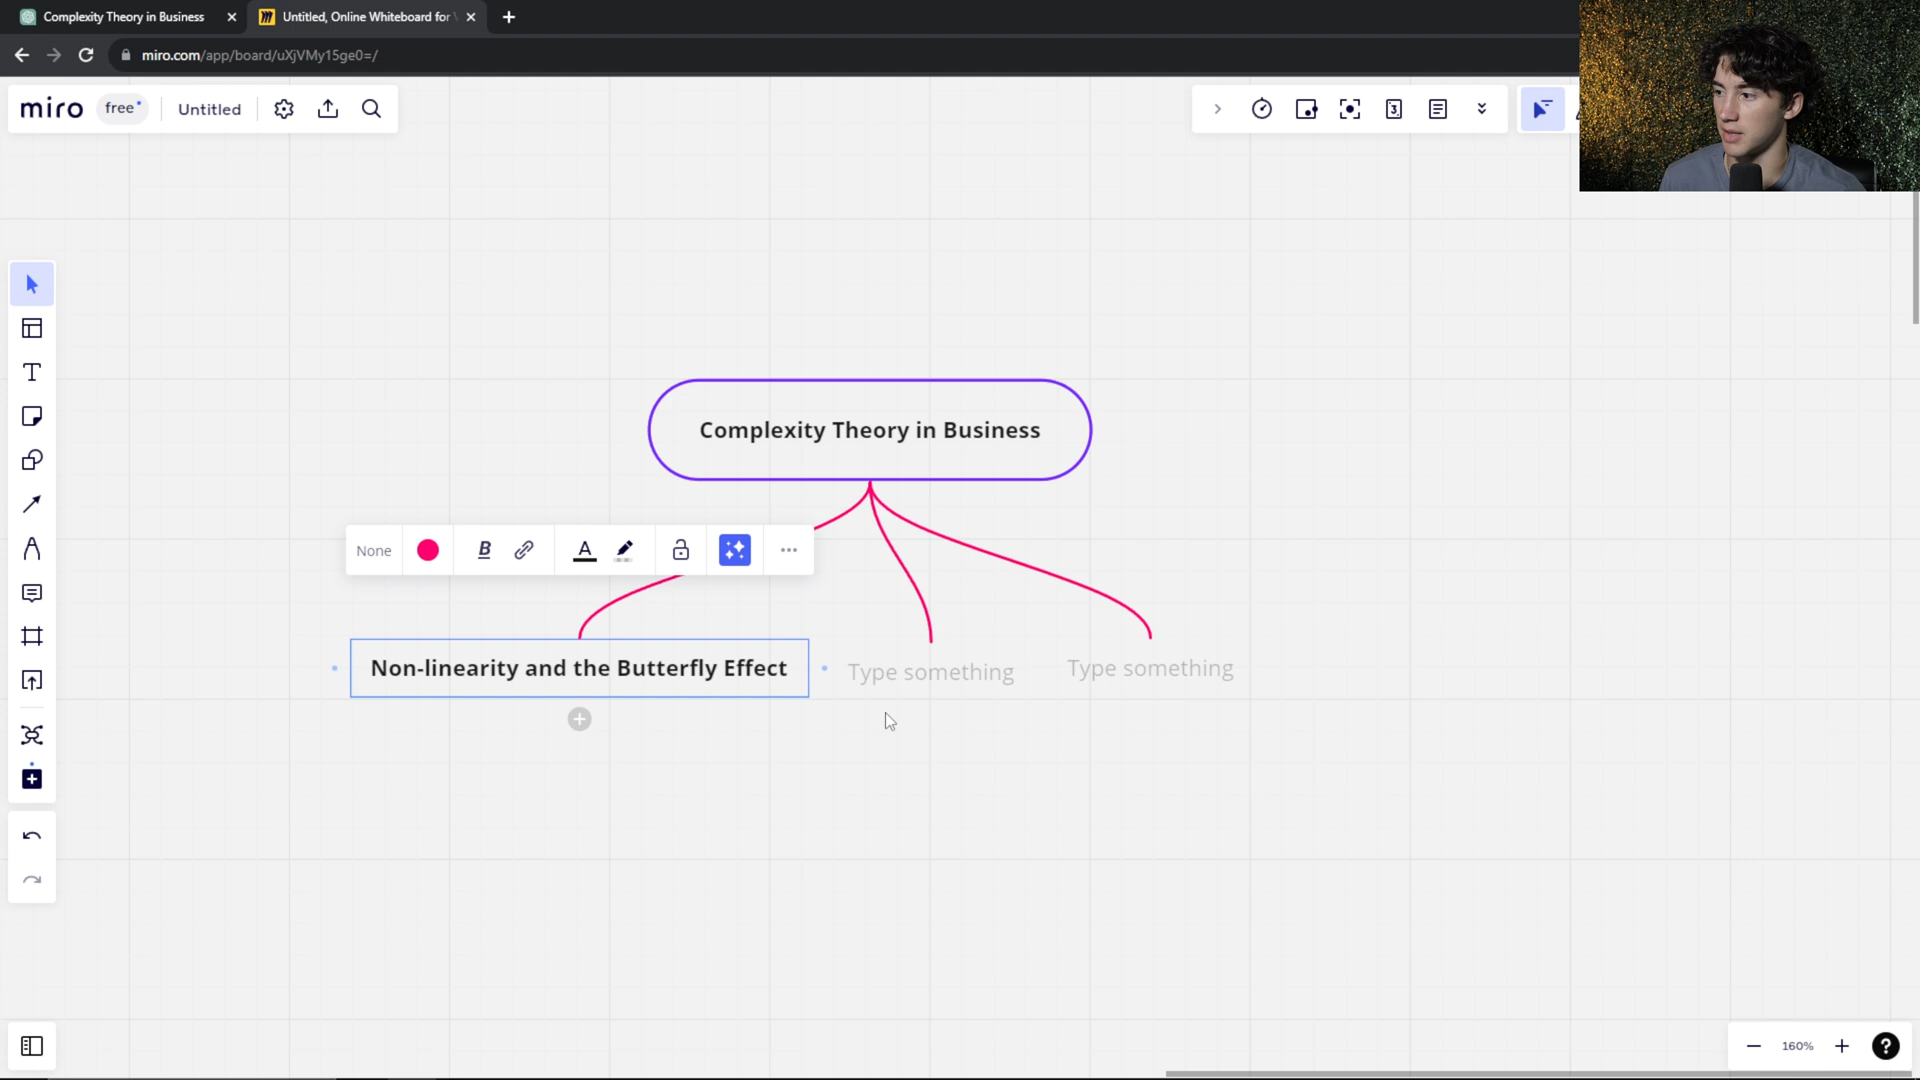 Complexity Theory in Business
Untitled, Online Whiteboard for
miro.com/app/board/uXjVMy15ge0=/
miro free Untitled
3
Complexity Theory in Business
None B A
Non-linearity and the Butterfly Effect
Type something
Type something
T
160%
?